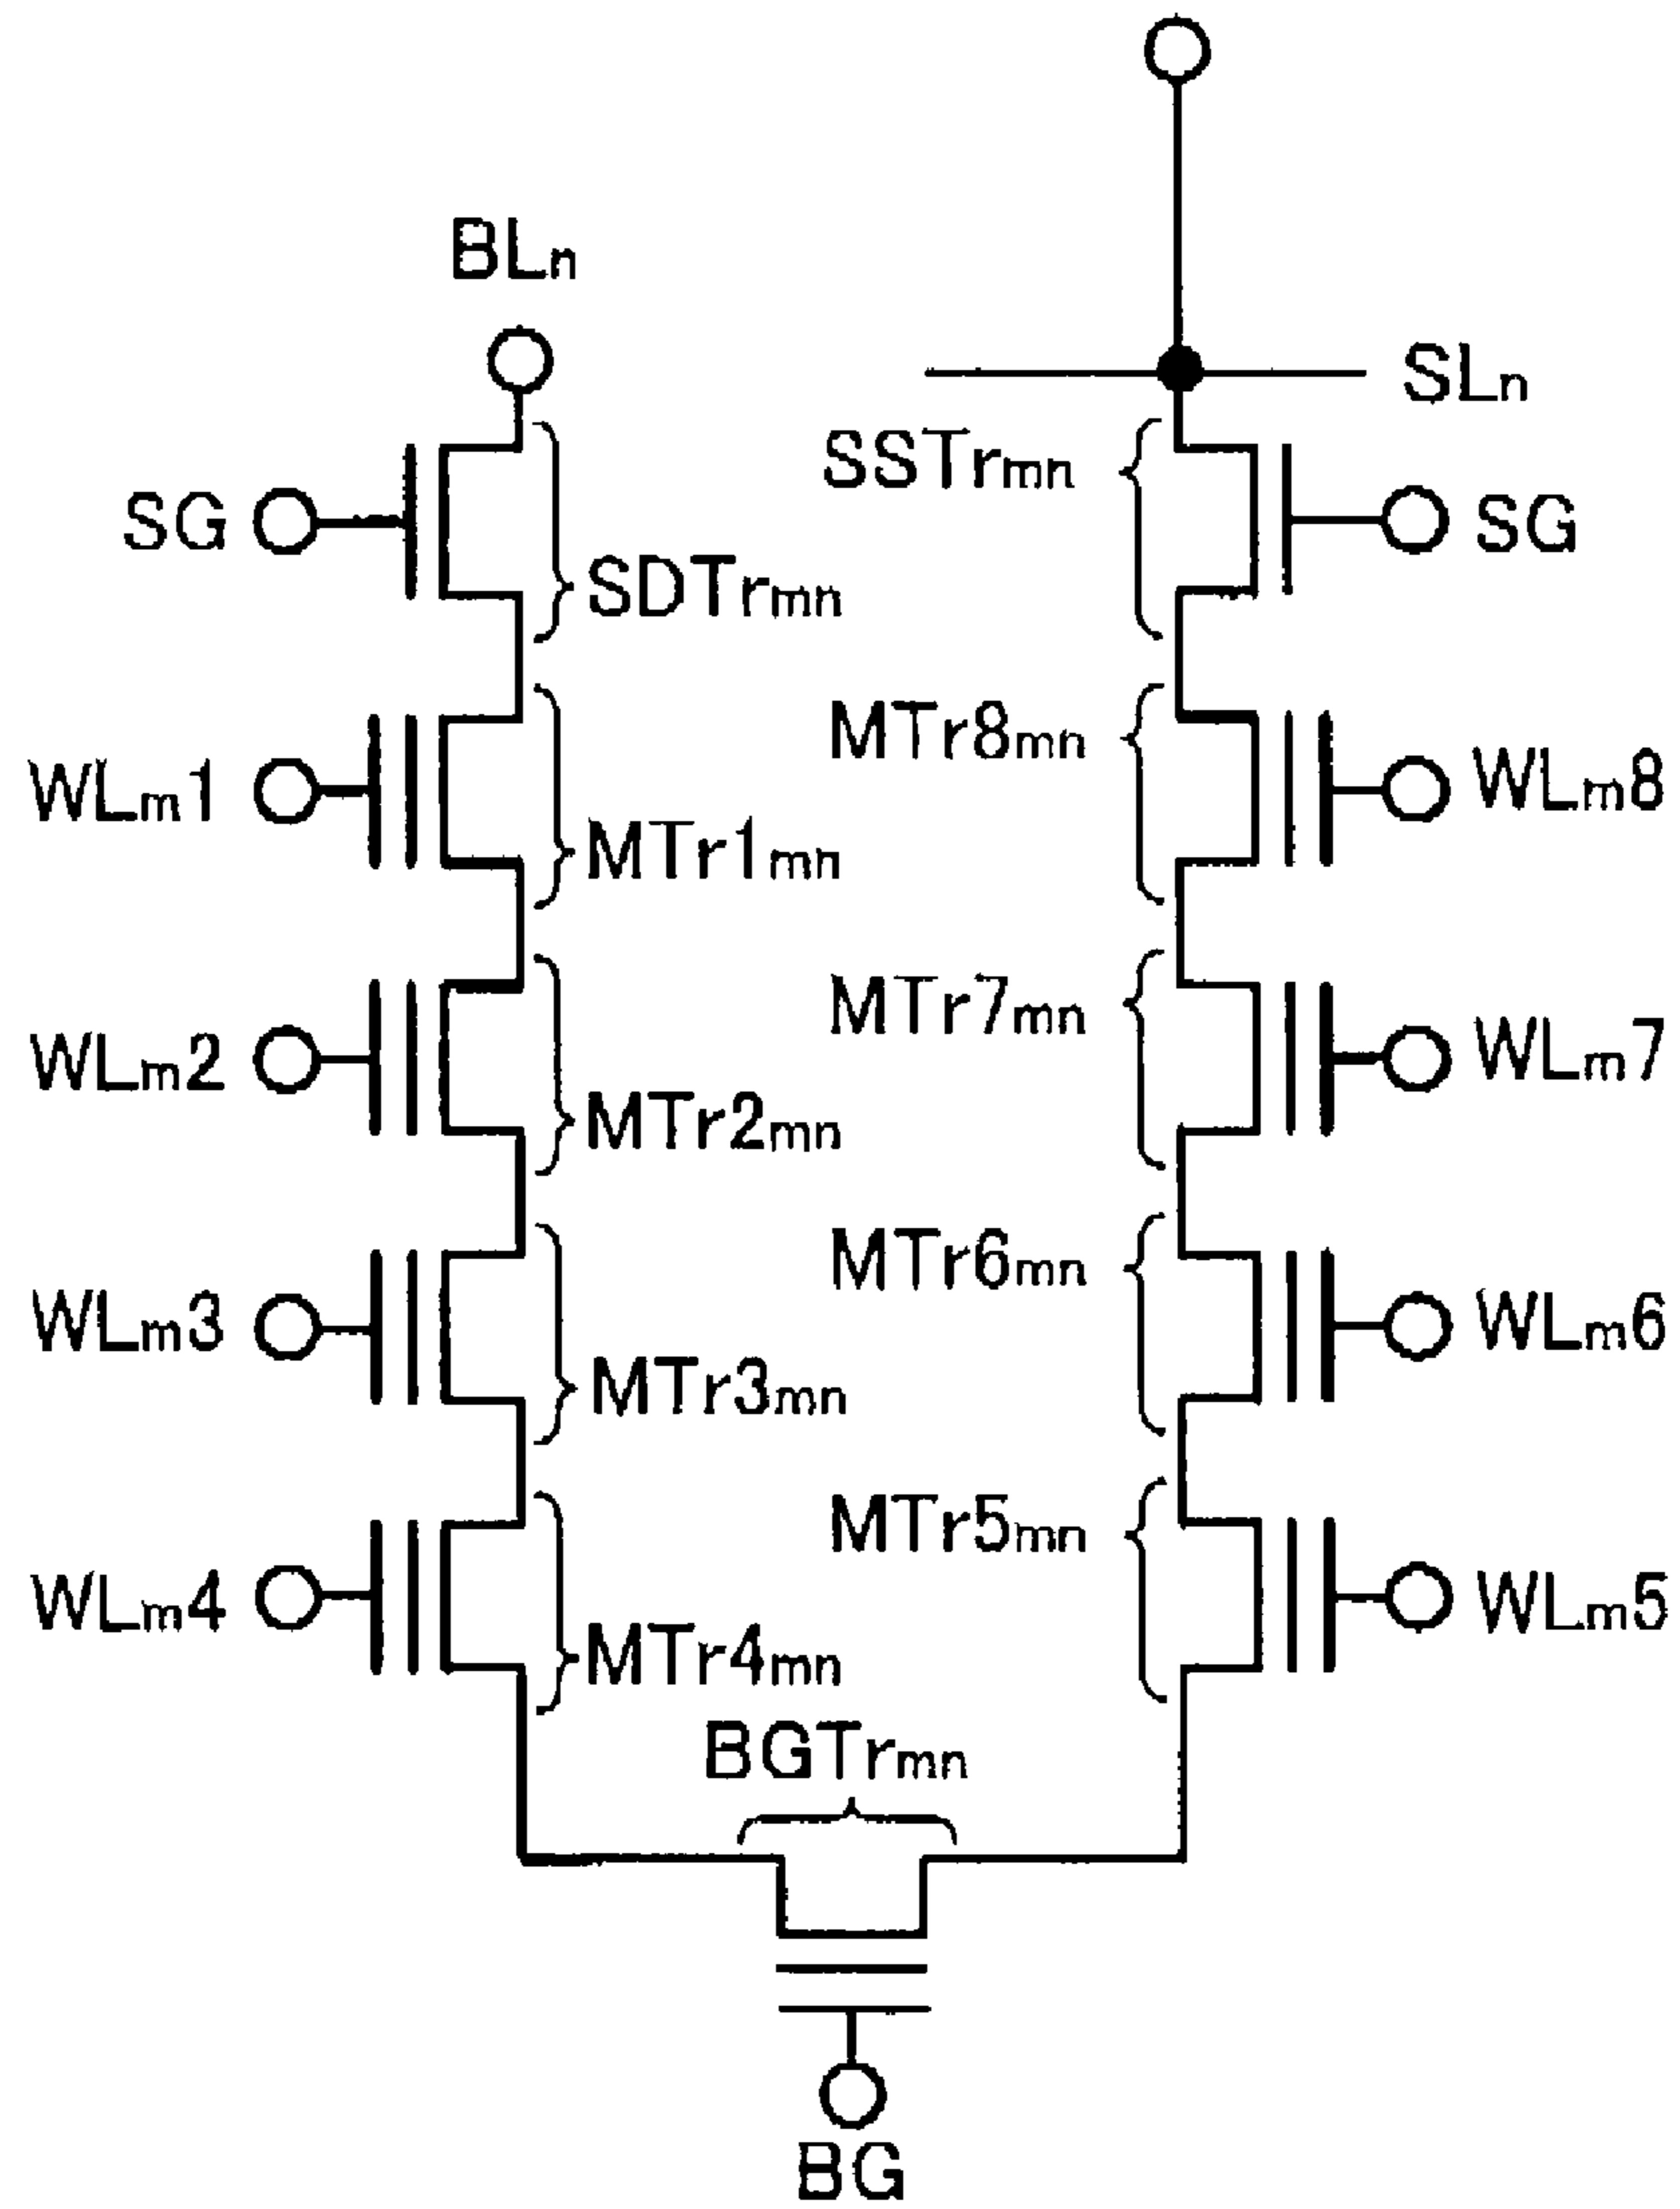 BLn
SLn
SSTrmn
SG
SG
SDTrmn
MTr8mn
WLm1
WLm8
MTr1mn
MTr7mn
WLm2
WLm7
MTr2mn
MTr6mn
WLm3
WLm6
MTr3mn
MTr5mn
WLm4
WLm5
MTr4mn
BGTrmn
BG